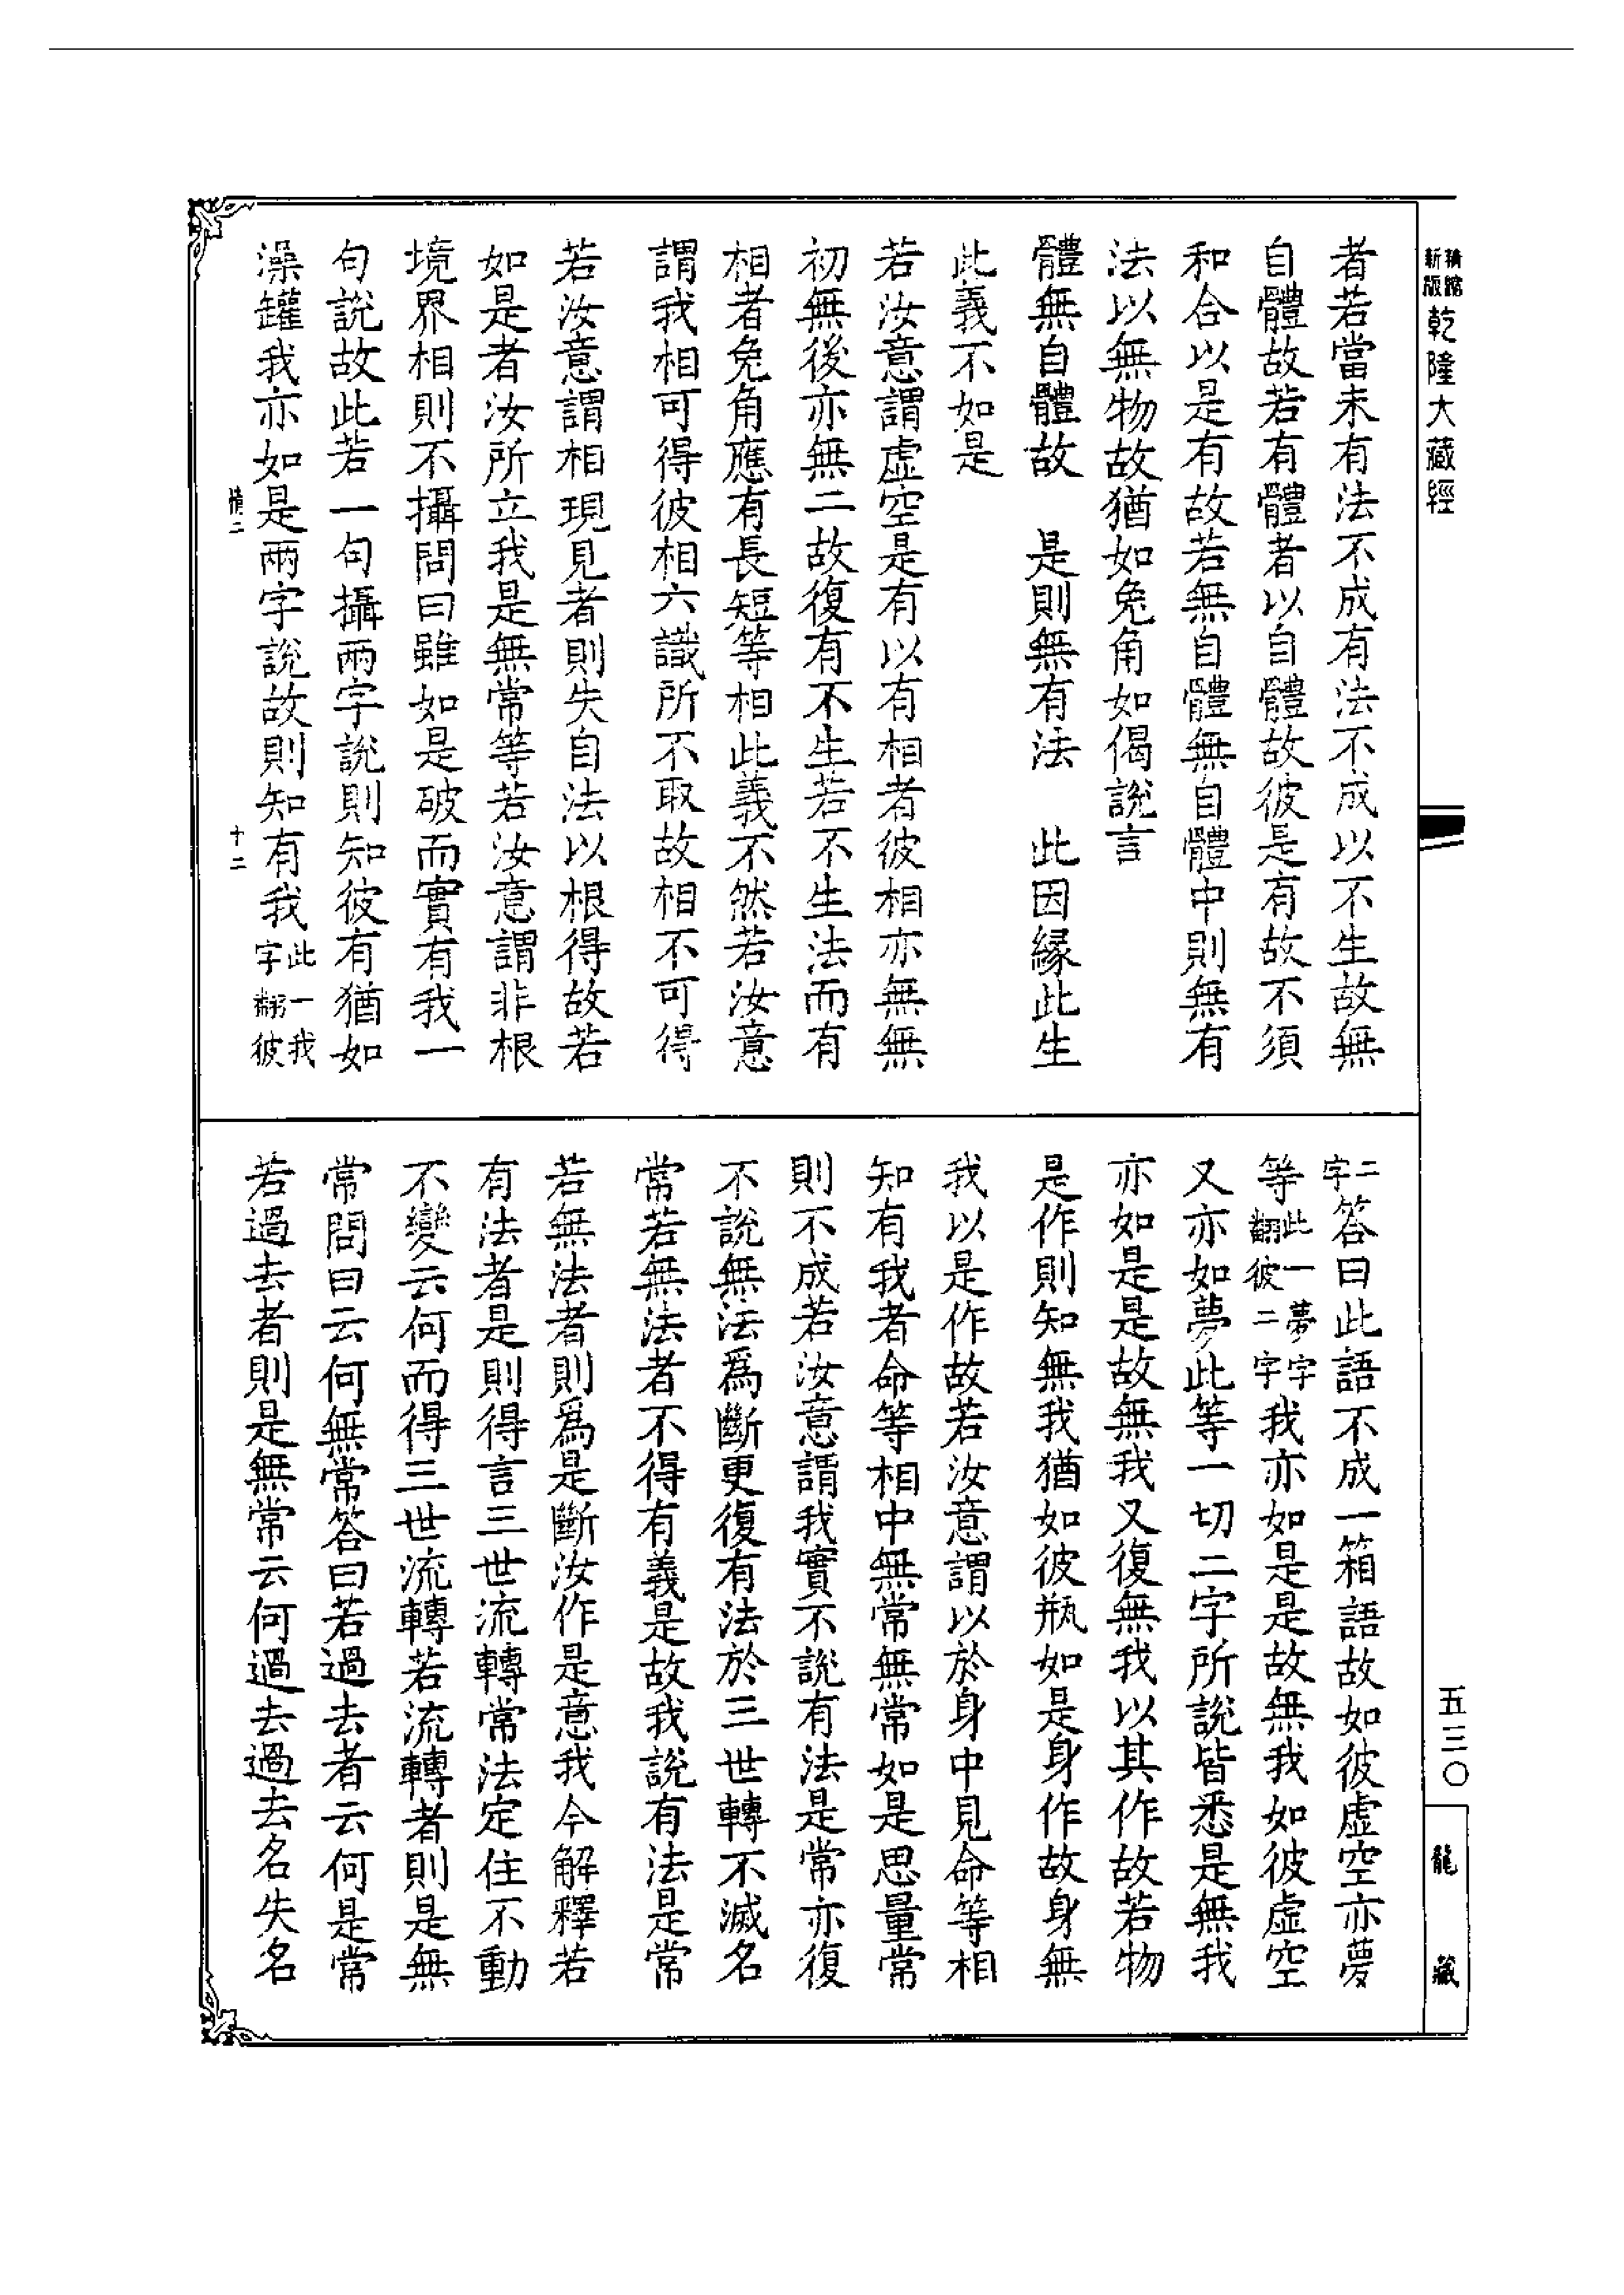 精縮新版乾隆大藏經
者若當未有法不成有法不成以不生故無
自體故若有體者以自體故彼是有故不須
和合以是有故若無自體無自體中則無有
法以無物故猶如兔角如偈說言
體無自體故　是則無有法　此因緣此生
此義不如是
若汝意謂虛空是有以有相者彼相亦無無
初無後亦無二故復有不生若不生法而有
相者兔角應有長短等相此義不然若汝意
謂我相可得彼相六識所不取故相不可得
若汝意謂相現見者則失自法以根得故若
如是者汝所立我是無常等若汝意謂非根
境界相則不攝問曰雖如是破而實有我一
句說故此若一句攝兩字說則知彼有猶如
澡罐我亦如是兩字說故則知有我此一我字翻彼
十二
二字答曰此語不成一箱語故如彼虛空亦夢
等此一夢字翻彼二字我亦如是是故無我如彼虛空
又亦如夢此等一切二字所說皆悉是無我
亦如是是故無我又復無我以其作故若物
是作則知無我猶如彼瓶如是身作故身無
我以是作故若汝意謂以於身中見命等相
知有我者命等相中無常無常如是思量常
則不成若汝意謂我實不說有法是常亦復
不說無法爲斷更復有法於三世轉不滅名
常若無法者不得有義是故我說有法是常
若無法者則爲是斷汝作是意我今解釋若
有法者是則得言三世流轉常法定住不動
不變云何而得三世流轉若流轉者則是無
常問曰云何無常答曰若過去者云何是常
若過去者則是無常云何過去過去名失名
五三〇
龍藏